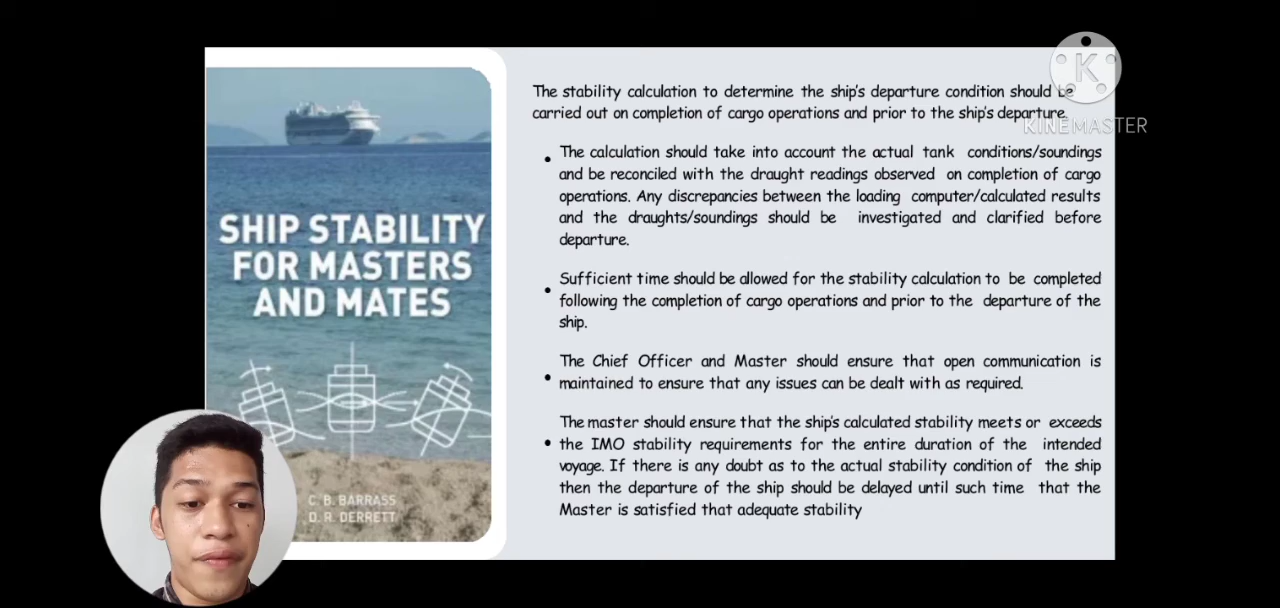 The stability calculation to determine the ship's departure condition should be
carried out on completion of cargo operations and prior to the ship's departure.
• The calculation should take into account the actual tank conditions/soundings
and be reconciled with the draught readings observed on completion of cargo
operations. Any discrepancies between the loading computer/calculated results
and the draughts/soundings should be investigated and clarified before
departure.
• Sufficient time should be allowed for the stability calculation to be completed
following the completion of cargo operations and prior to the departure of the
ship.
• The Chief Officer and Master should ensure that open communication is
maintained to ensure that any issues can be dealt with as required.
• The master should ensure that the ship's calculated stability meets or exceeds
the IMO stability requirements for the entire duration of the intended
voyage. If there is any doubt as to the actual stability condition of the ship
then the departure of the ship should be delayed until such time that the
Master is satisfied that adequate stability
SHIP STABILITY
FOR MASTERS
AND MATES
C. B. BARRASS
D. R. DERRETT
K
KINEMASTER